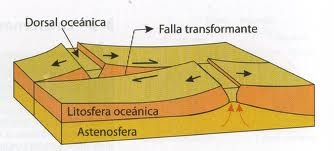 Dorsal oceánica
Falla transformante
Litosfera oceánica
Astenosfera